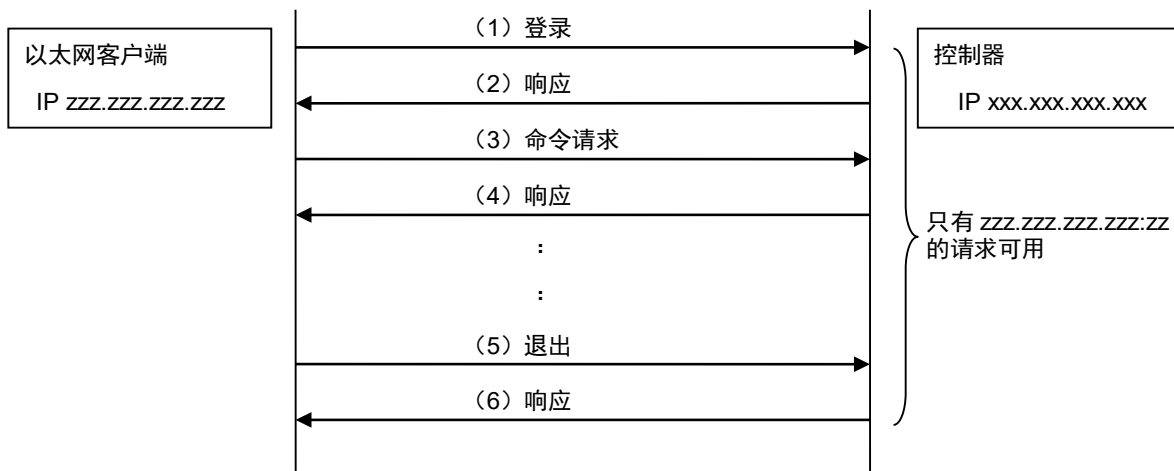 （1）登录
以太网客户端
IP zzz.zzz.zzz.zzz
控制器
IP xxx.xxx.xxx.xxx
（2）响应
（3）命令请求
（4）响应
只有 zzz.zzz.zzz.zzz:zz
的请求可用
:
:
（5）退出
（6）响应